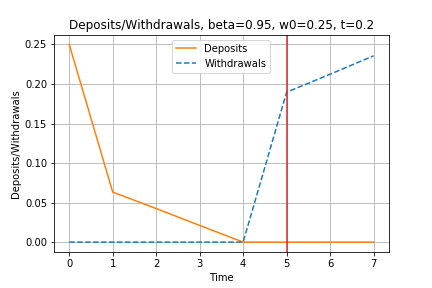 Deposits/Withdrawals, beta=0.95, w0=0.25, t=0.2
Deposits
Withdrawals
Deposits/Withdrawals
0.25
0.20
0.15
0.10
0.05
0.00
0 1 2 3 4 5 6 7
Time